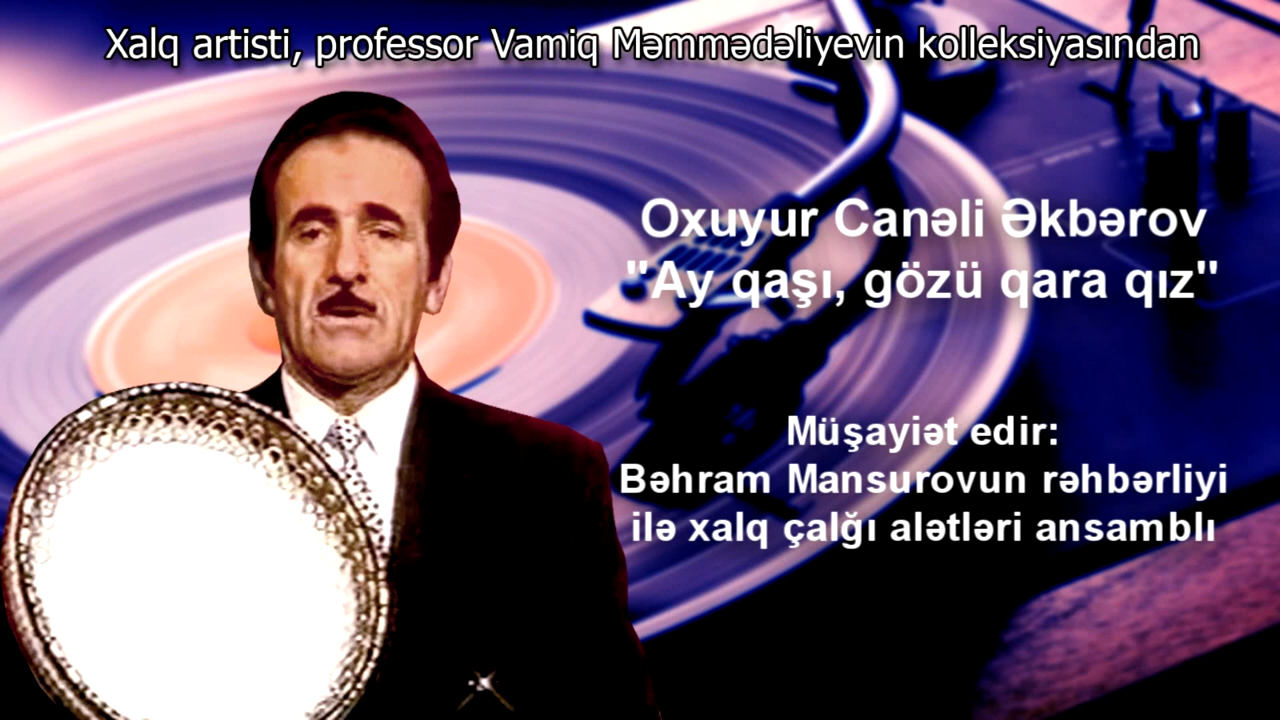 Xalq artisti, professor Vamiq Məmmədəliyevin kolleksiyasından
Oxuyur Canəli Əkbərov
"Ay qaşı, gözü qara qız"
Müşayiət edir:
Bəhram Mansurovun rəhbərliyi
ilə xalq çalğı alətləri ansamblı